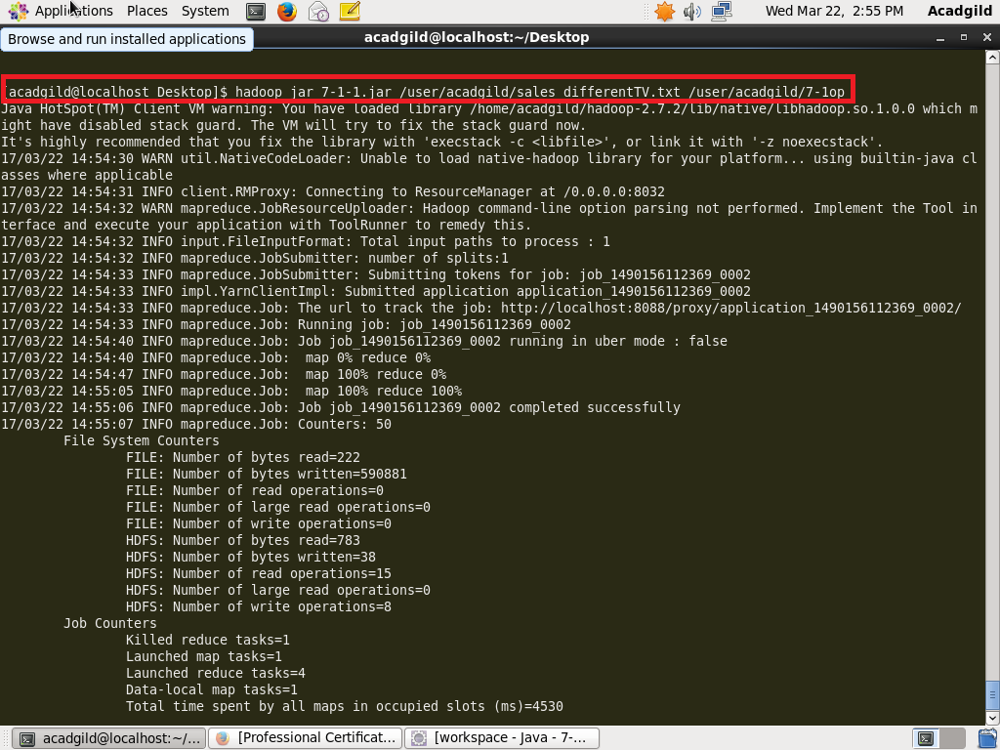 Applications Places System Wed Mar 22, 2:55 PM Acadgild
Browse and run installed applications
acadgild@localhost:~/Desktop
[acadgild@localhost Desktop]$ hadoop jar 7-1-1.jar /user/acadgild/sales differentTV.txt /user/acadgild/7-1op
Java HotSpot(TM) Client VM warning: You have loaded library /home/acadgild/hadoop-2.7.2/lib/native/libhadoop.so.1.0.0 which m
ight have disabled stack guard. The VM will try to fix the stack guard now.
It's highly recommended that you fix the library with 'execstack -c <libfile>', or link it with '-z noexecstack'.
17/03/22 14:54:30 WARN util.NativeCodeLoader: Unable to load native-hadoop library for your platform... using builtin-java cl
asses where applicable
17/03/22 14:54:31 INFO client.RMProxy: Connecting to ResourceManager at /0.0.0.0:8032
17/03/22 14:54:32 WARN mapreduce.JobResourceUploader: Hadoop command-line option parsing not performed. Implement the Tool in
terface and execute your application with ToolRunner to remedy this.
17/03/22 14:54:32 INFO input.FileInputFormat: Total input paths to process : 1
17/03/22 14:54:32 INFO mapreduce.JobSubmitter: number of splits:1
17/03/22 14:54:33 INFO mapreduce.JobSubmitter: Submitting tokens for job: job_1490156112369_0002
17/03/22 14:54:33 INFO impl.YarnClientImpl: Submitted application application_1490156112369_0002
17/03/22 14:54:33 INFO mapreduce.Job: The url to track the job: http://localhost:8088/proxy/application_1490156112369_0002/
17/03/22 14:54:33 INFO mapreduce.Job: Running job: job_1490156112369_0002
17/03/22 14:54:40 INFO mapreduce.Job: Job job_1490156112369_0002 running in uber mode : false
17/03/22 14:54:40 INFO mapreduce.Job:  map 0% reduce 0%
17/03/22 14:54:47 INFO mapreduce.Job:  map 100% reduce 0%
17/03/22 14:55:05 INFO mapreduce.Job:  map 100% reduce 100%
17/03/22 14:55:06 INFO mapreduce.Job: Job job_1490156112369_0002 completed successfully
17/03/22 14:55:07 INFO mapreduce.Job: Counters: 50
File System Counters
FILE: Number of bytes read=222
FILE: Number of bytes written=590881
FILE: Number of read operations=0
FILE: Number of large read operations=0
FILE: Number of write operations=0
HDFS: Number of bytes read=783
HDFS: Number of bytes written=38
HDFS: Number of read operations=15
HDFS: Number of large read operations=0
HDFS: Number of write operations=8
Job Counters
Killed reduce tasks=1
Launched map tasks=1
Launched reduce tasks=4
Data-local map tasks=1
Total time spent by all maps in occupied slots (ms)=4530
acadgild@localhost:~/... [Professional Certificat... [workspace - Java - 7-...